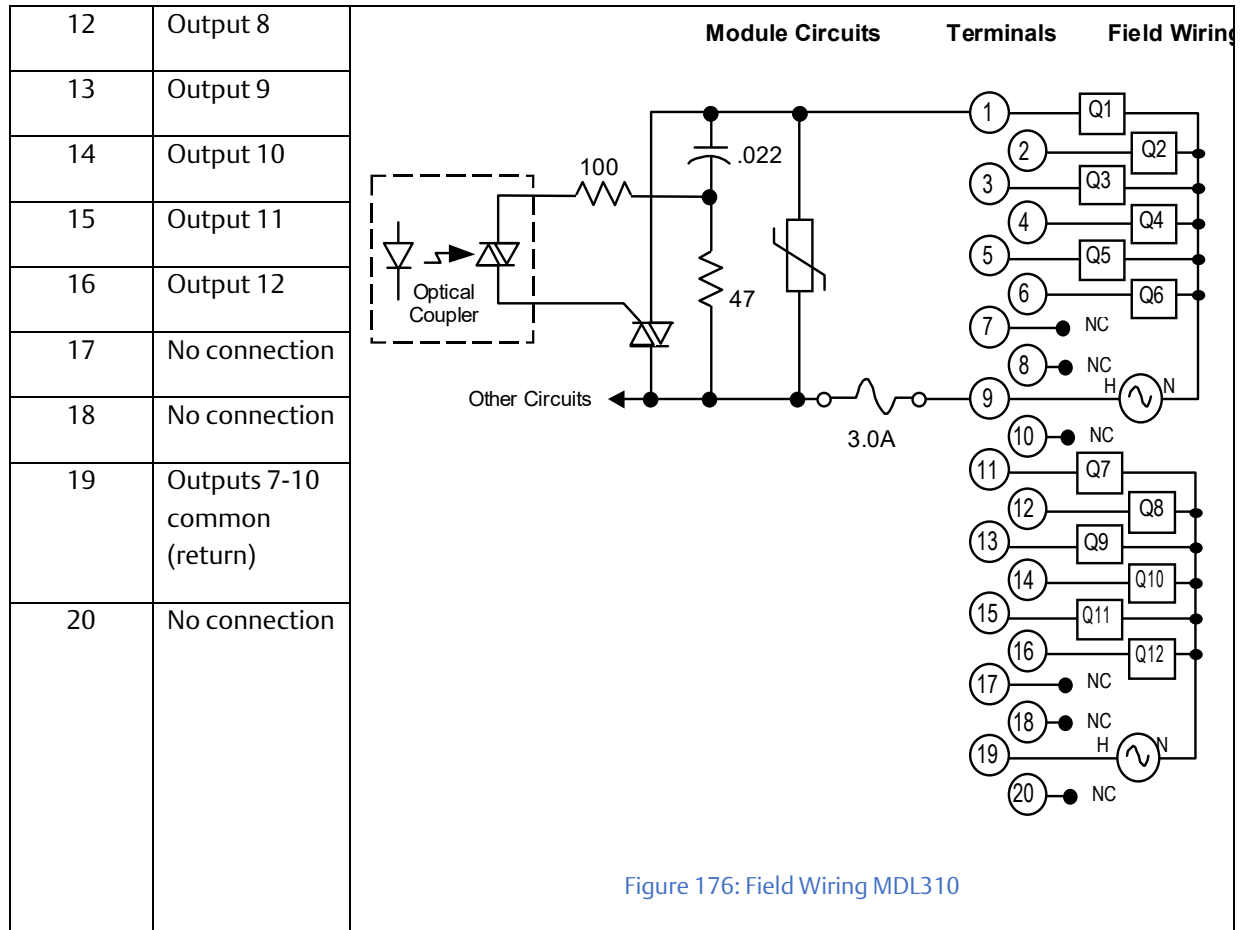 12 Output 8
13 Output 9
14 Output 10
15 Output 11
16 Output 12
17 No connection
18 No connection
19 Outputs 7-10
common
(return)
20 No connection
Module Circuits Terminals Field Wiring
1 Q1
2 Q2
3 Q3
4 Q4
5 Q5
6 Q6
7 NC
8 NC
9 H N
10 NC
11 Q7
12 Q8
13 Q9
14 Q10
15 Q11
16 Q12
17 NC
18 NC
19 H N
20 NC
100
.022
47
Optical
Coupler
Other Circuits
3.0A
Figure 176: Field Wiring MDL310